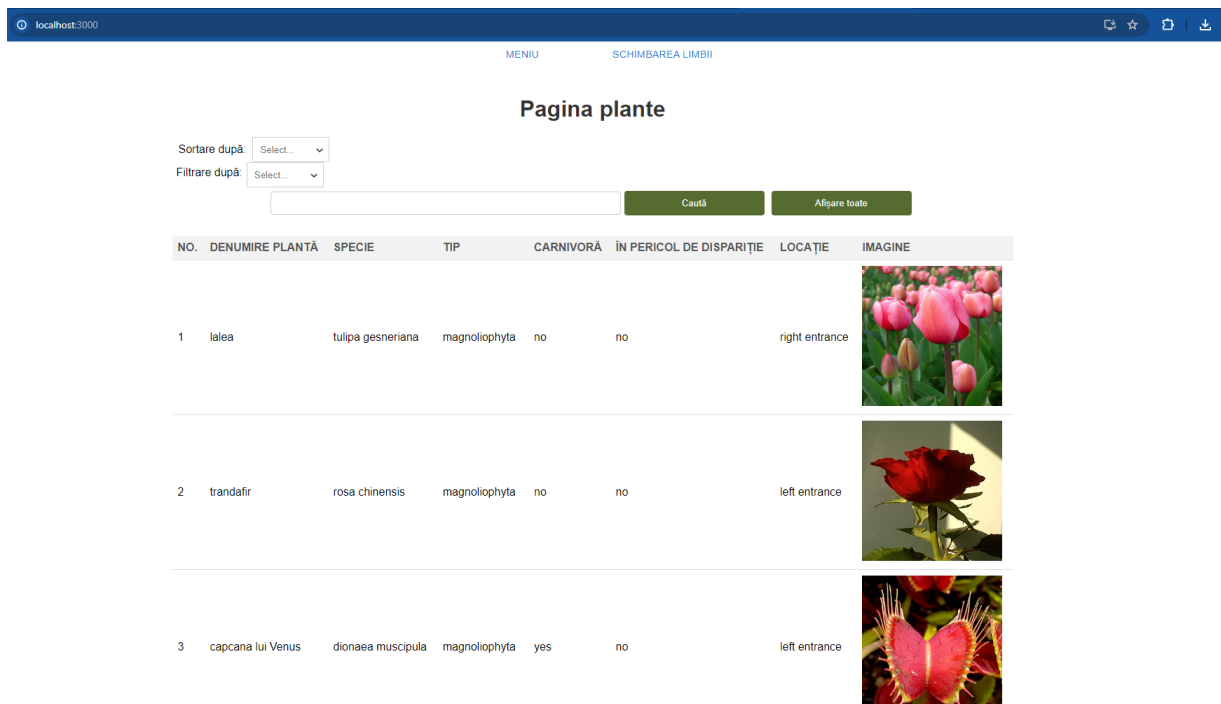 localhost:3000
MENIU SCHIMBAREA LIMBII
Pagina plante
Sortare după: Select...
Filtrare după: Select...
Caută Afișare toate
NO. DENUMIRE PLANTĂ SPECIE TIP CARNIVORĂ ÎN PERICOL DE DISPARIȚIE LOCAȚIE IMAGINE
1 lalea tulipa gesneriana magnoliophyta no no right entrance
2 trandafir rosa chinensis magnoliophyta no no left entrance
3 capcana lui Venus dionaea muscipula magnoliophyta yes no left entrance